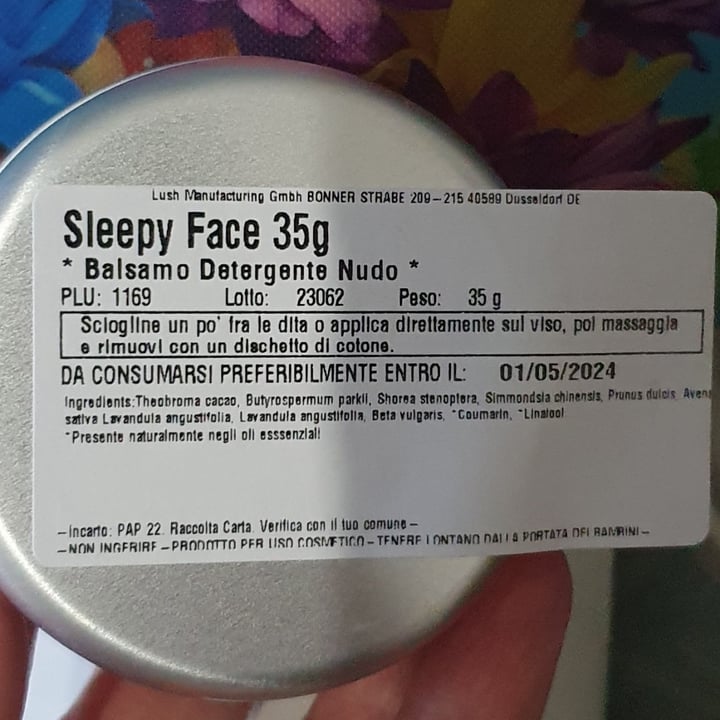 Lush Manufacturing Gmbh BONNER STRABE 209-215 40589 Dusseldorf DE
Sleepy Face 35g
* Balsamo Detergente Nudo *
PLU: 1169 Lotto: 23062 Peso: 35 g
Sciogline un po' fra le dita o applica direttamente sul viso, poi massaggia
e rimuovi con un dischetto di cotone.
DA CONSUMARSI PREFERIBILMENTE ENTRO IL: 01/05/2024
Ingredients:Theobroma cacao, Butyrospermum parkii, Shorea stenoptera, Simmondsia chinensis, Prunus dulcis, Avena
sativa Lavandula angustifolia, Lavandula angustifolia, Beta vulgaris, *Coumarin, *Linalool
*Presente naturalmente negli oli esssenziali
-Incarto: PAP 22. Raccolta Carta. Verifica con il tuo comune-
-NON INGERIRE-PRODOTTO PER USO COSMETICO-TENERE LONTANO DALLA PORTATA DEI BAMBINI-